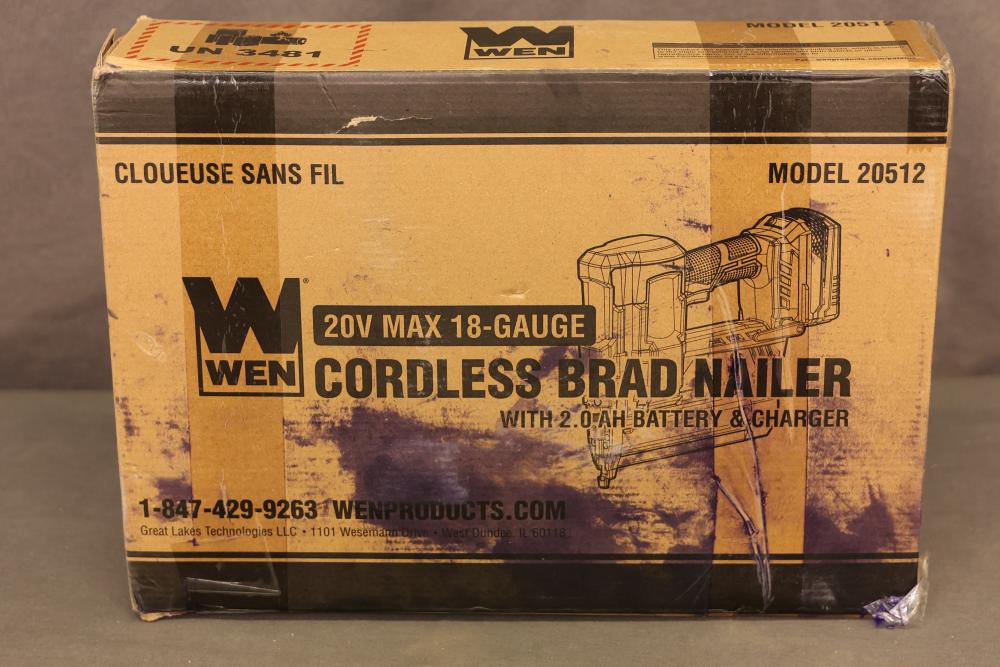 UN 3481
WEN
MODEL 20512
CLOUEUSE SANS FIL
MODEL 20512
WEN
®
20V MAX 18-GAUGE
CORDLESS BRAD NAILER
WITH 2.0 AH BATTERY & CHARGER
1-847-429-9263 WENPRODUCTS.COM
Great Lakes Technologies LLC • 1101 Wesemann Drive • West Dundee, IL 60118